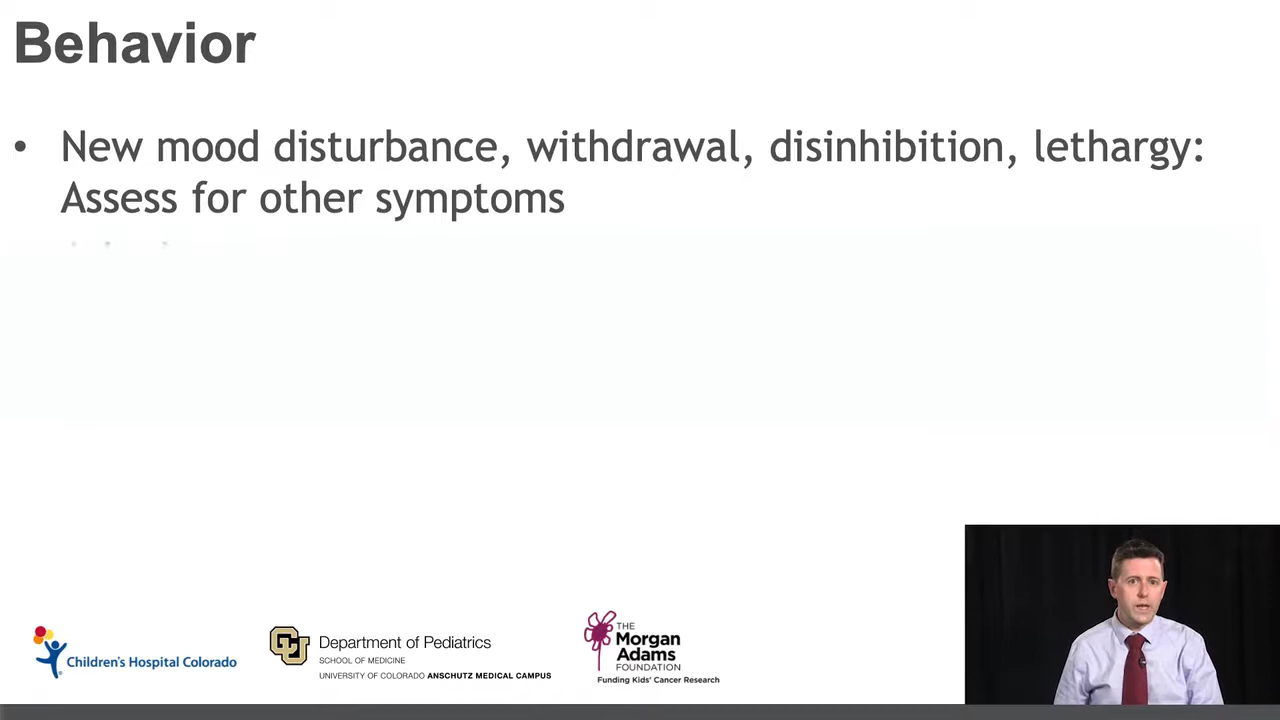 Behavior
• New mood disturbance, withdrawal, disinhibition, lethargy:
Assess for other symptoms
Children's Hospital Colorado
CU
Department of Pediatrics
SCHOOL OF MEDICINE
UNIVERSITY OF COLORADO ANSCHUTZ MEDICAL CAMPUS
THE
Morgan
Adams
FOUNDATION
Funding Kids' Cancer Research